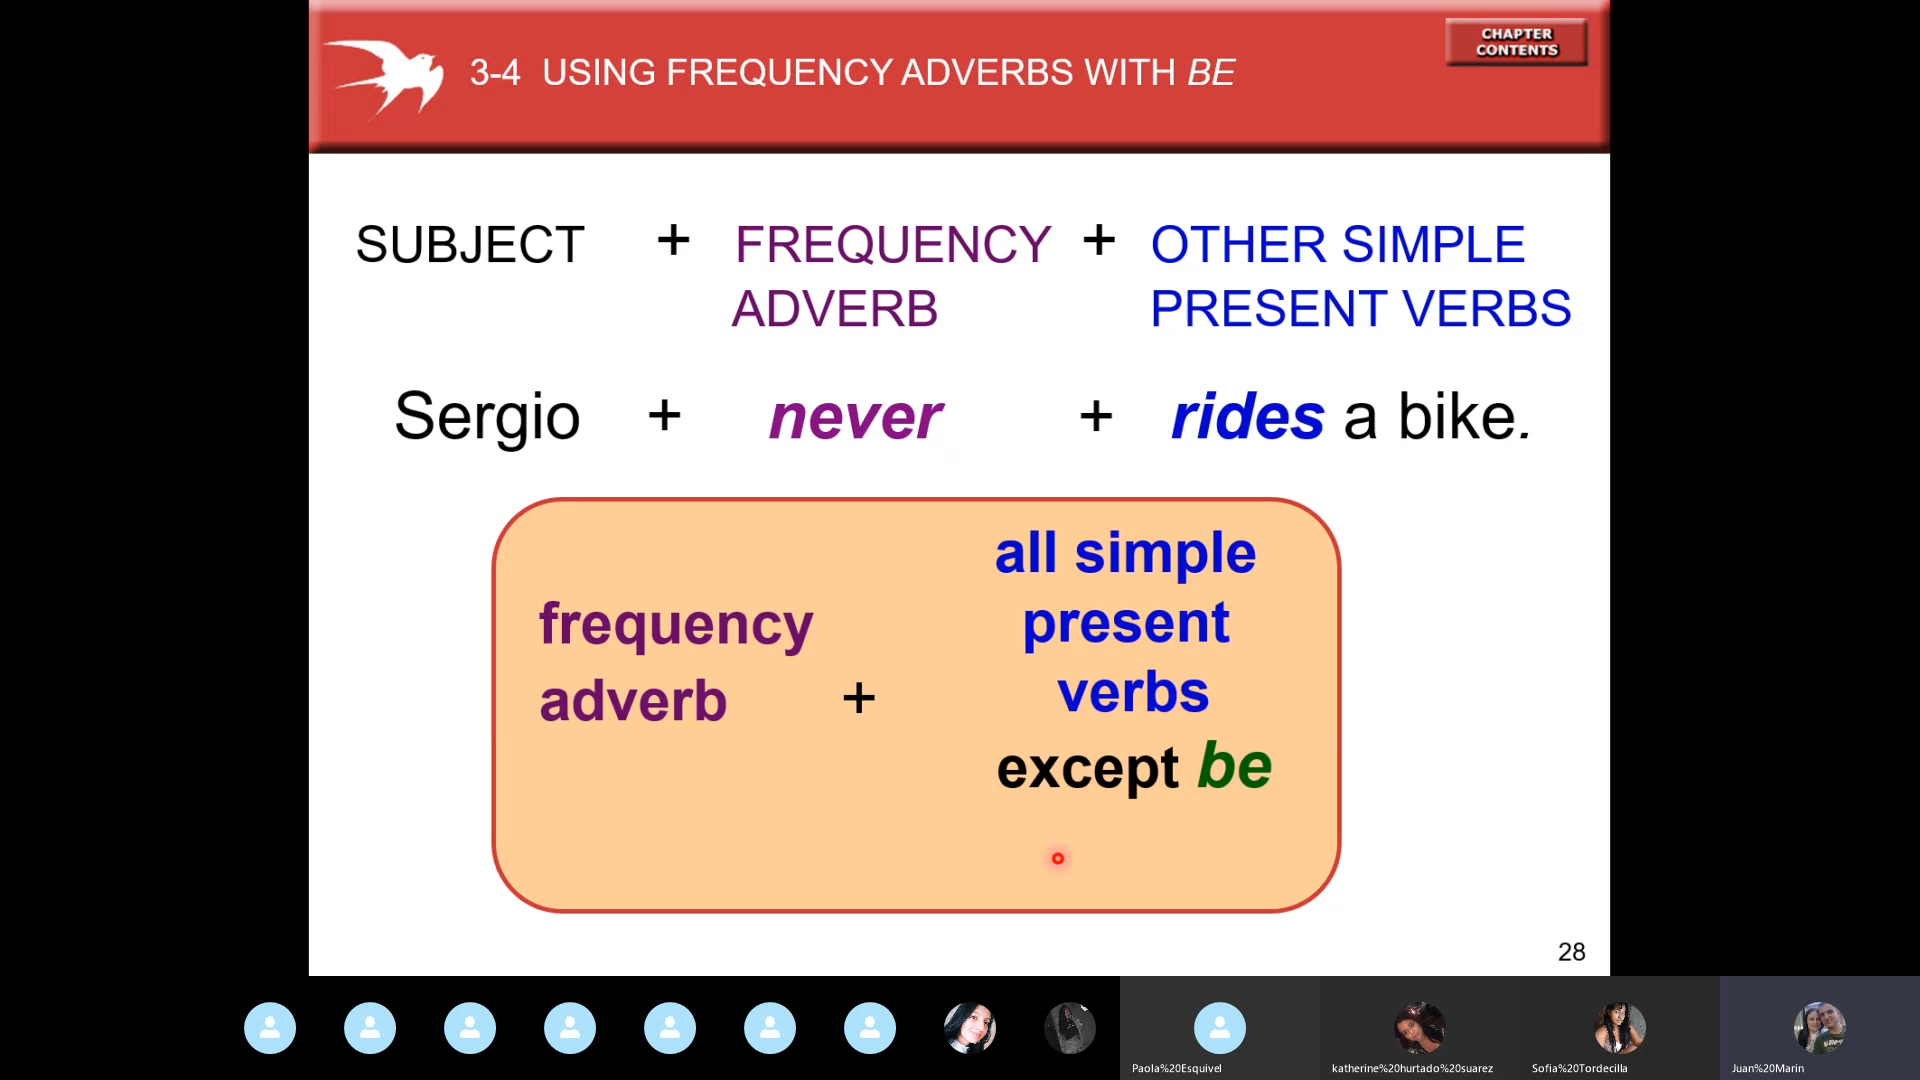 CHAPTER
CONTENTS
3-4 USING FREQUENCY ADVERBS WITH BE
SUBJECT + FREQUENCY + OTHER SIMPLE
ADVERB PRESENT VERBS
Sergio + never + rides a bike.
all simple
frequency present
adverb + verbs
except be
28
Paola%20Esquivel
katherine%20hurtado%20suarez
Sofia%20Tordecilla
Juan%20Marin